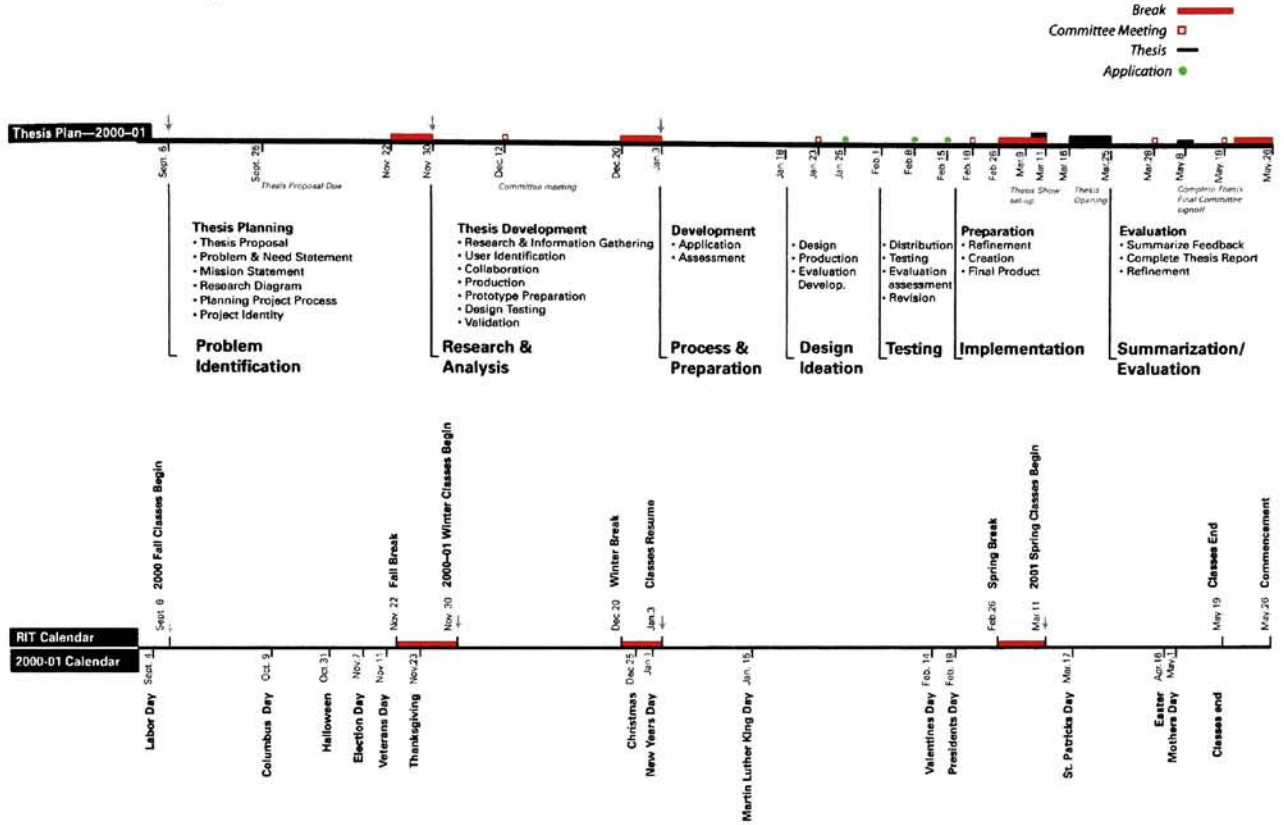 Break
Committee Meeting
Thesis
Application
Thesis Plan—2000–01
Sept. 6
Sept. 26
Nov. 22
Nov. 30
Dec. 12
Dec. 20
Jan. 3
Jan. 18
Jan. 23
Jan. 25
Feb. 1
Feb. 8
Feb. 15
Feb. 18
Feb. 26
Mar. 9
Mar. 11
Mar. 16
Mar. 25
Mar. 28
May. 8
May. 19
May. 26
Thesis Proposal Due
Committee meeting
Thesis Show
set-up
Thesis
Opening
Complete Thesis
Final Committee
signoff
Thesis Planning
• Thesis Proposal
• Problem & Need Statement
• Mission Statement
• Research Diagram
• Planning Project Process
• Project Identity
Problem
Identification
Thesis Development
• Research & Information Gathering
• User Identification
• Collaboration
• Production
• Prototype Preparation
• Design Testing
• Validation
Research &
Analysis
Development
• Application
• Assessment
Process &
Preparation
• Design
• Production
• Evaluation
Develop.
Design
Ideation
• Distribution
• Testing
• Evaluation
assessment
• Revision
Testing
Preparation
• Refinement
• Creation
• Final Product
Implementation
Evaluation
• Summarize Feedback
• Complete Thesis Report
• Refinement
Summarization/
Evaluation
Sept. 6 2000 Fall Classes Begin
Nov. 22 Fall Break
Nov. 30 2000–01 Winter Classes Begin
Dec. 20 Winter Break
Jan.3 Classes Resume
Feb.26 Spring Break
Mar.11 2001 Spring Classes Begin
May 19 Classes End
May.26 Commencement
RIT Calendar
2000-01 Calendar
Labor Day Sept. 4
Columbus Day Oct. 9
Halloween Oct. 31
Election Day Nov. 7
Veterans Day Nov 11
Thanksgiving Nov.23
Christmas Dec 25
New Years Day Jan.1
Martin Luther King Day Jan. 15
Valentines Day Feb. 14
Presidents Day Feb. 19
St. Patricks Day Mar.17
Easter Apr.16
Mothers Day May.1
Classes end